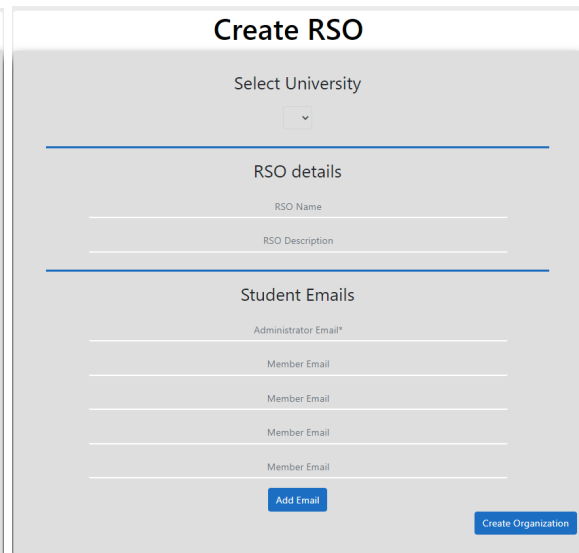 Create RSO
Select University
RSO details
RSO Name
RSO Description
Student Emails
Administrator Email*
Member Email
Member Email
Member Email
Member Email
Add Email
Create Organization